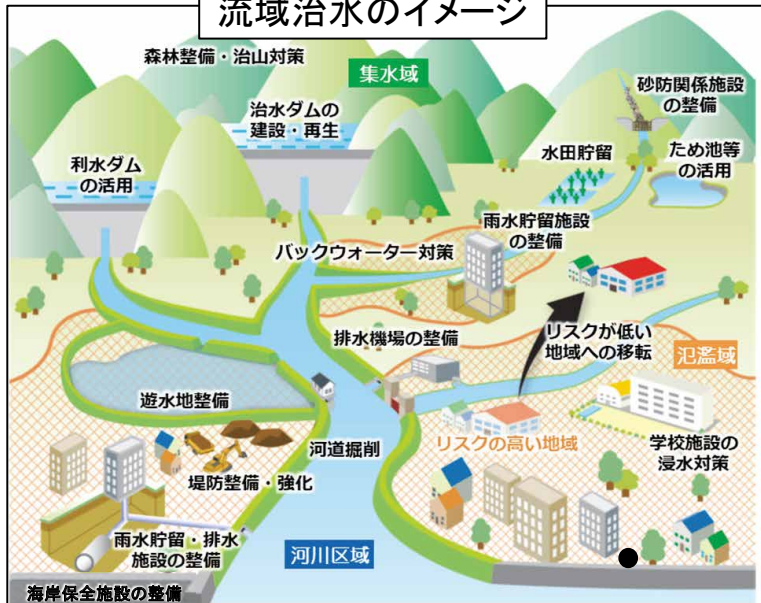 流域治水のイメージ
森林整備・治山対策
集水域
砂防関係施設
の整備
治水ダムの
建設・再生
利水ダム
の活用
水田貯留
ため池等
の活用
雨水貯留施設
の整備
バックウォーター対策
排水機場の整備
リスクが低い
地域への移転
氾濫域
遊水地整備
河道掘削
リスクの高い地域
学校施設の
浸水対策
堤防整備・強化
雨水貯留・排水
施設の整備
河川区域
海岸保全施設の整備